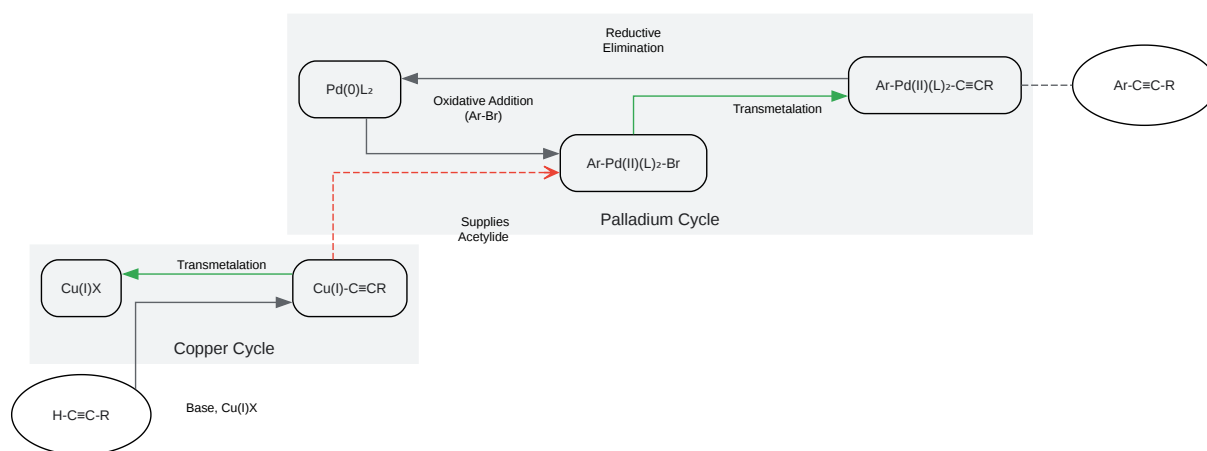 Reductive
Elimination
Pd(0)L₂
Ar-Pd(II)(L)₂-C≡CR
Ar-C≡C-R
Oxidative Addition
(Ar-Br)
Transmetalation
Ar-Pd(II)(L)₂-Br
Supplies
Acetylide
Palladium Cycle
Transmetalation
Cu(I)X
Cu(I)-C≡CR
Copper Cycle
H-C≡C-R
Base, Cu(I)X